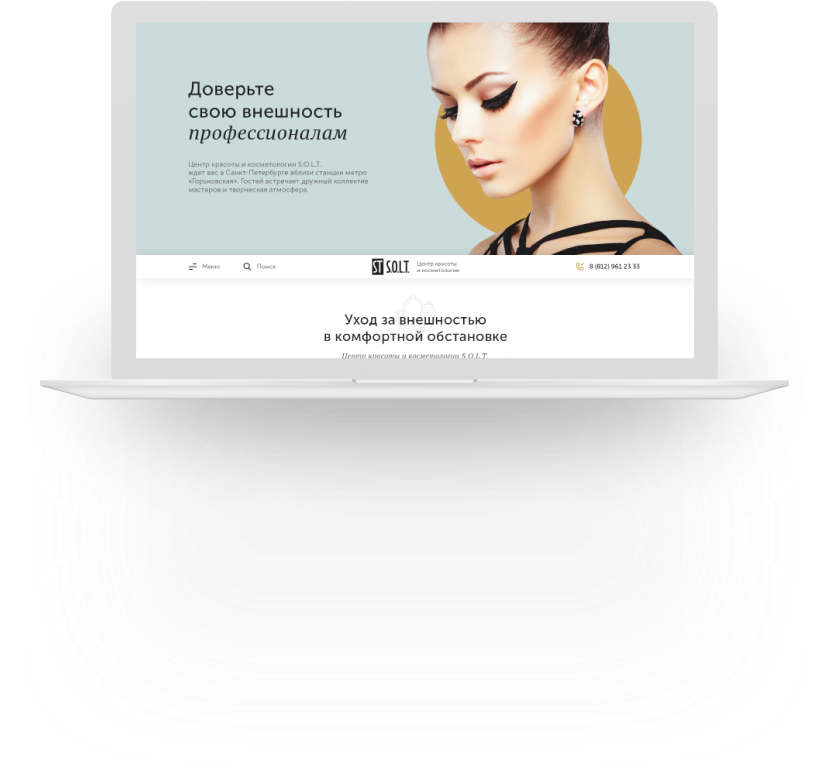 Доверьте
свою внешность
профессионалам
Центр красоты и косметологии S.O.L.T.
ждет вас в Санкт-Петербурге вблизи станции метро
«Горьковская». Гостей встречает дружный коллектив
мастеров и творческая атмосфера.
Меню
Поиск
ST S.O.L.T.
Центр красоты
и косметологии
8 (812) 961 23 33
Уход за внешностью
в комфортной обстановке
Центр красоты и косметологии S.O.L.T.